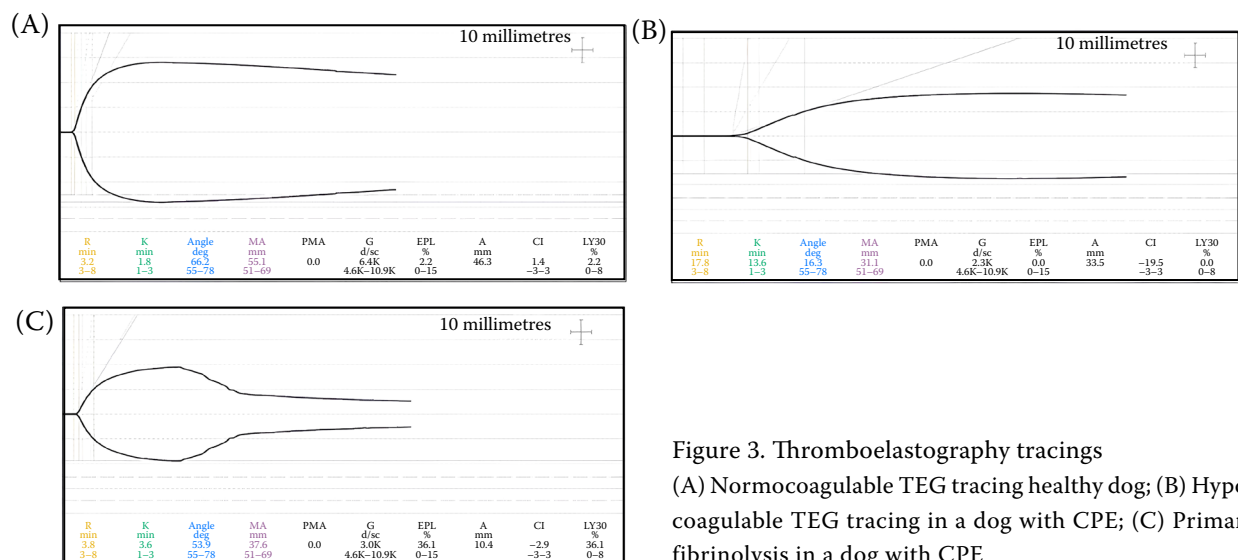 (A)
10 millimetres
R K Angle MA PMA G EPL A CI LY30
min min deg mm d/sc % mm %
3.2 1.8 66.2 55.1 0.0 6.4K 2.2 46.3 1.4 2.2
3–8 1–3 55–78 51–69 4.6K–10.9K 0–15 –3–3 0–8
(B)
10 millimetres
R K Angle MA PMA G EPL A CI LY30
min min deg mm d/sc % mm %
17.8 13.6 16.3 31.1 0.0 2.3K 0.0 33.5 –19.5 0.0
3–8 1–3 55–78 51–69 4.6K–10.9K 0–15 –3–3 0–8
(C)
10 millimetres
R K Angle MA PMA G EPL A CI LY30
min min deg mm d/sc % mm %
3.8 3.6 53.9 37.6 0.0 3.0K 36.1 10.4 –2.9 36.1
3–8 1–3 55–78 51–69 4.6K–10.9K 0–15 –3–3 0–8
Figure 3. Thromboelastography tracings
(A) Normocoagulable TEG tracing healthy dog; (B) Hypo
coagulable TEG tracing in a dog with CPE; (C) Primar
fibrinolysis in a dog with CPE